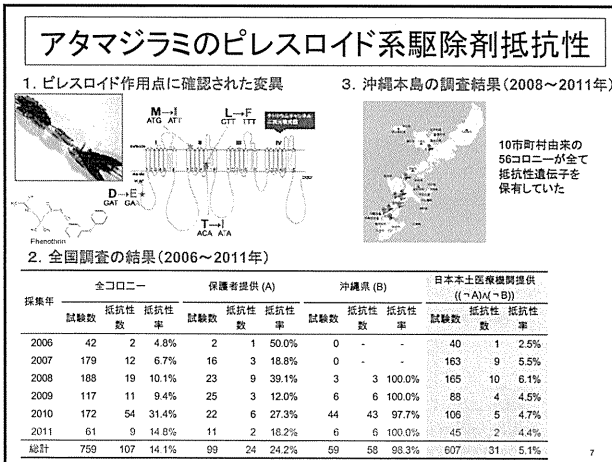 アタマジラミのピレスロイド系駆除剤抵抗性
1. ピレスロイド作用点に確認された変異
M→I
ATG ATT
L→F
CTT TTT
I II III IV
D→E
GAT GA
T→I
ACA ATA
Phenothrin
3. 沖縄本島の調査結果(2008~2011年)
10市町村由来の
56コロニーが全て
抵抗性遺伝子を
保有していた
2. 全国調査の結果(2006~2011年)
採集年 全コロニー 保護者提供 (A) 沖縄県 (B) 日本本土医療機関提供 ((¬A)∧(¬B))
試験数 抵抗性数 抵抗性率 試験数 抵抗性数 抵抗性率 試験数 抵抗性数 抵抗性率 試験数 抵抗性数 抵抗性率
2006 42 2 4.8% 2 1 50.0% 0 - - 40 1 2.5%
2007 179 12 6.7% 16 3 18.8% 0 - - 163 9 5.5%
2008 188 19 10.1% 23 9 39.1% 3 3 100.0% 165 10 6.1%
2009 117 11 9.4% 25 3 12.0% 6 6 100.0% 88 4 4.5%
2010 172 54 31.4% 22 6 27.3% 44 43 97.7% 106 5 4.7%
2011 61 9 14.8% 11 2 18.2% 6 6 100.0% 45 2 4.4%
総計 759 107 14.1% 99 24 24.2% 59 58 98.3% 607 31 5.1%
7